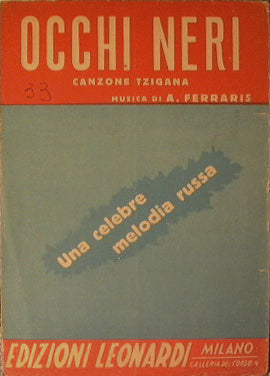 OCCHI NERI
CANZONE TZIGANA
33
MUSICA DI A. FERRARIS
Una celebre
melodia russa
EDIZIONI LEONARDI MILANO
GALLERIA DEL CORSO, 4